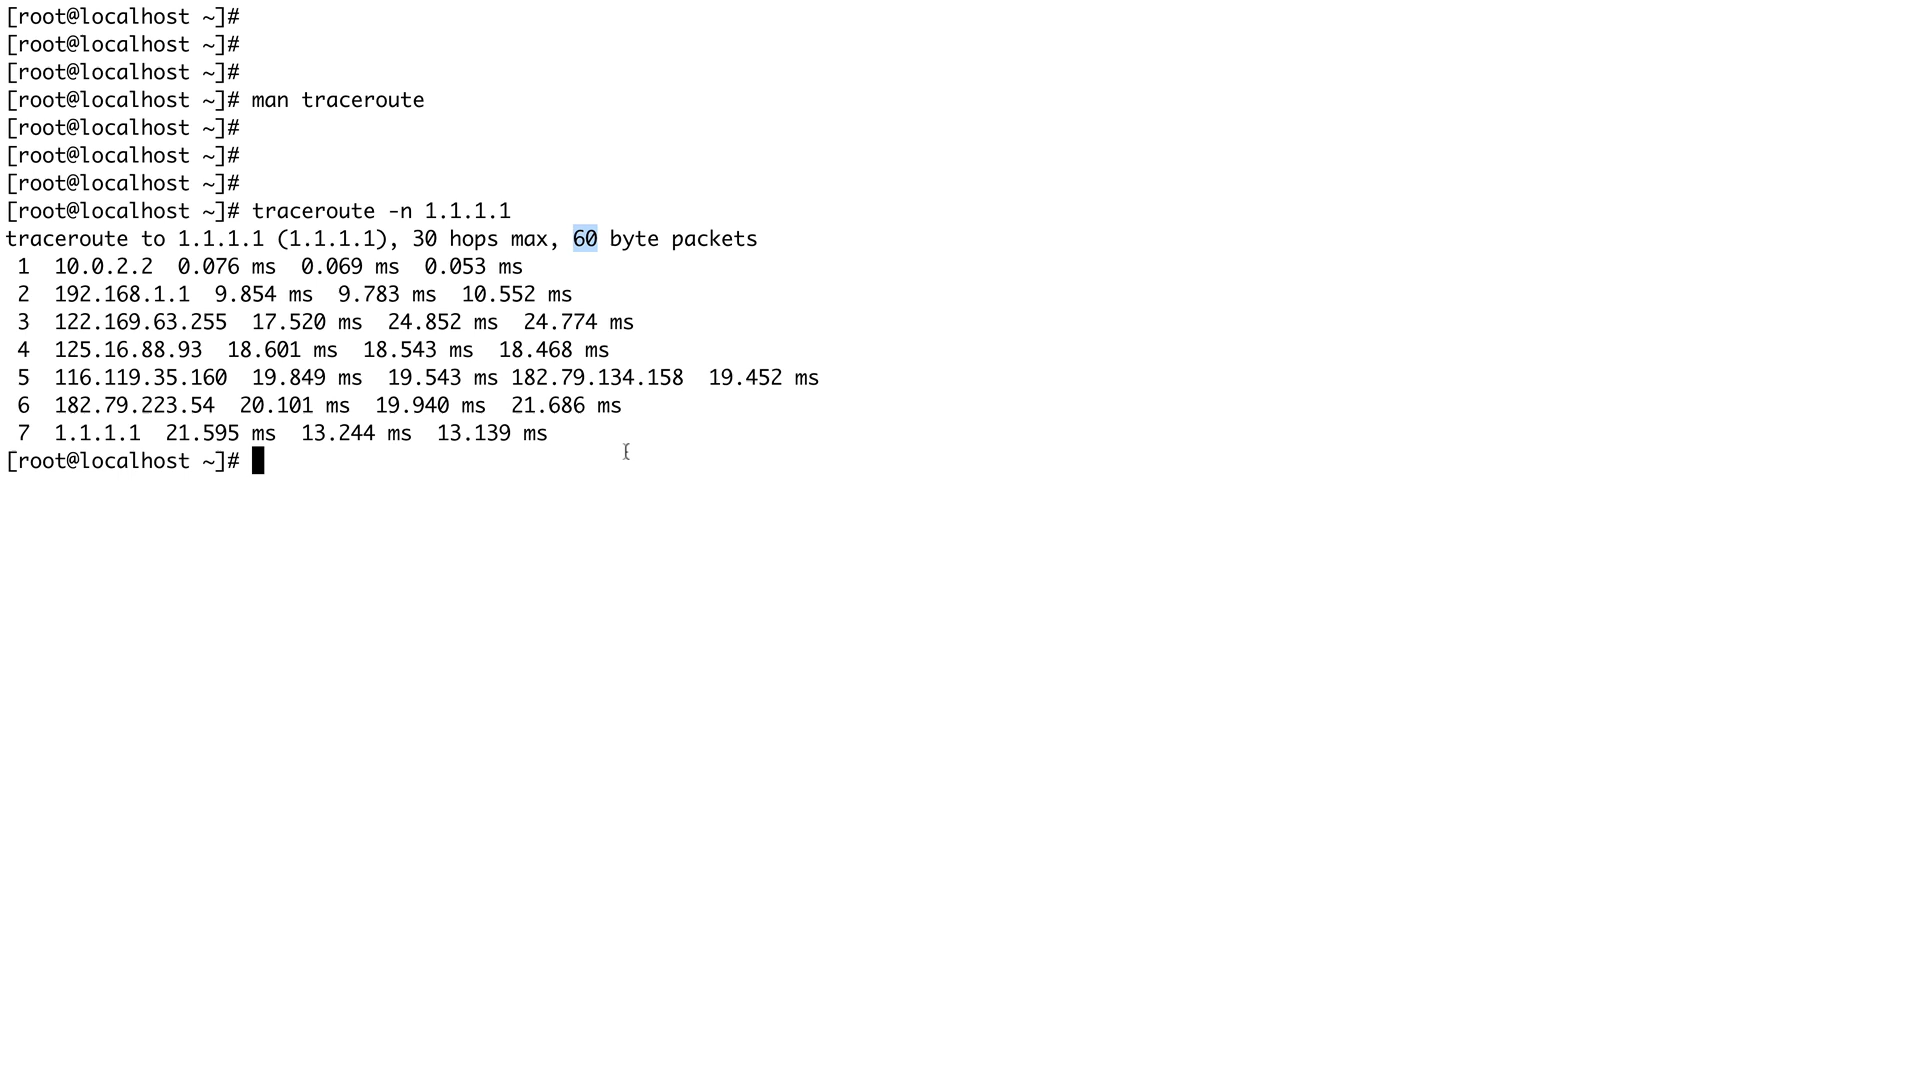 [root@localhost ~]#
[root@localhost ~]#
[root@localhost ~]#
[root@localhost ~]# man traceroute
[root@localhost ~]#
[root@localhost ~]#
[root@localhost ~]#
[root@localhost ~]# traceroute -n 1.1.1.1
traceroute to 1.1.1.1 (1.1.1.1), 30 hops max, 60 byte packets
 1  10.0.2.2  0.076 ms  0.069 ms  0.053 ms
 2  192.168.1.1  9.854 ms  9.783 ms  10.552 ms
 3  122.169.63.255  17.520 ms  24.852 ms  24.774 ms
 4  125.16.88.93  18.601 ms  18.543 ms  18.468 ms
 5  116.119.35.160  19.849 ms  19.543 ms 182.79.134.158  19.452 ms
 6  182.79.223.54  20.101 ms  19.940 ms  21.686 ms
 7  1.1.1.1  21.595 ms  13.244 ms  13.139 ms
[root@localhost ~]#